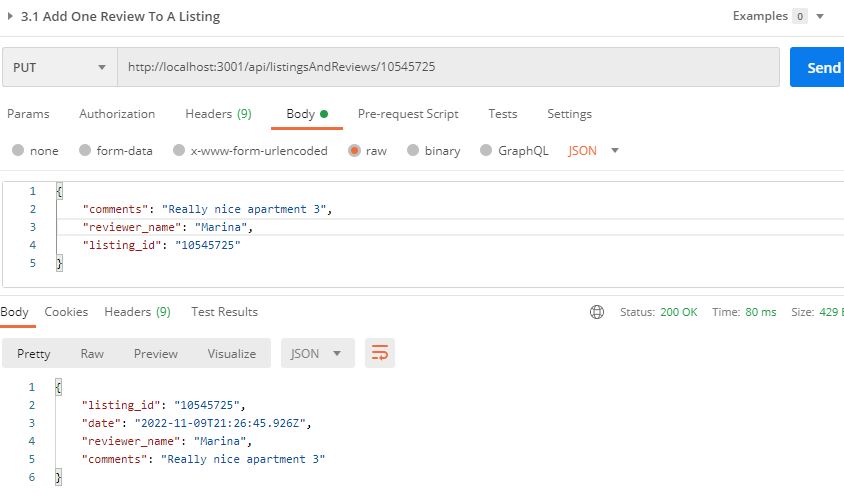 3.1 Add One Review To A Listing
Examples 0
PUT http://localhost:3001/api/listingsAndReviews/10545725 Send
Params Authorization Headers (9) Body Pre-request Script Tests Settings
none form-data x-www-form-urlencoded raw binary GraphQL JSON
1 {
2 "comments": "Really nice apartment 3",
3 "reviewer_name": "Marina",
4 "listing_id": "10545725"
5 }
Body Cookies Headers (9) Test Results Status: 200 OK Time: 80 ms Size: 429
Pretty Raw Preview Visualize JSON
1 {
2 "listing_id": "10545725",
3 "date": "2022-11-09T21:26:45.926Z",
4 "reviewer_name": "Marina",
5 "comments": "Really nice apartment 3"
6 }